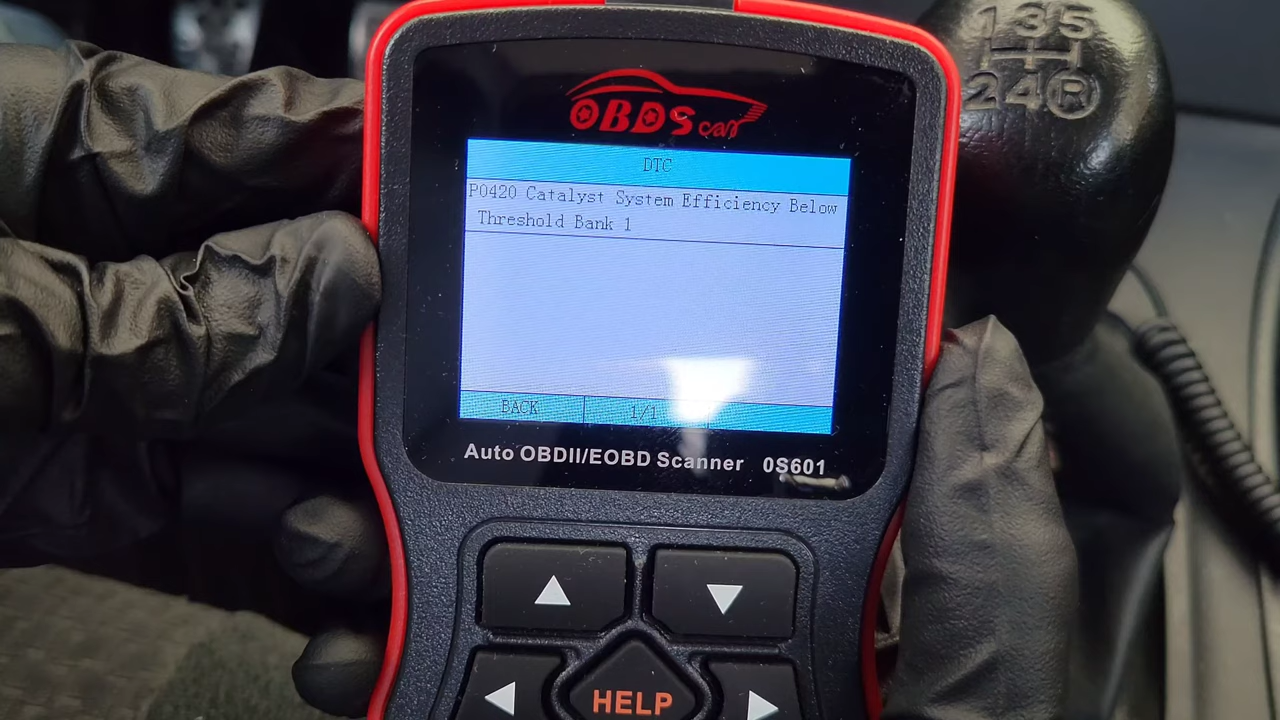 1 3 5
2 4 R
OBDScar
DTC
P0420 Catalyst System Efficiency Below
Threshold Bank 1
BACK 1/1
Auto OBDII/EOBD Scanner OS601
HELP